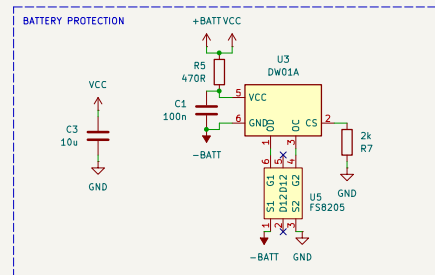 BATTERY PROTECTION
+BATT VCC
U3
DW01A
R5
470R
VCC
C1
100n
5 VCC
6 GND
OD
OC
CS 2
1
3
2k
R7
C3
10u
-BATT
GND
GND
6
5
4
G1
D12
D12
G2
S1
S2
U5
FS8205
1
2
3
-BATT
GND